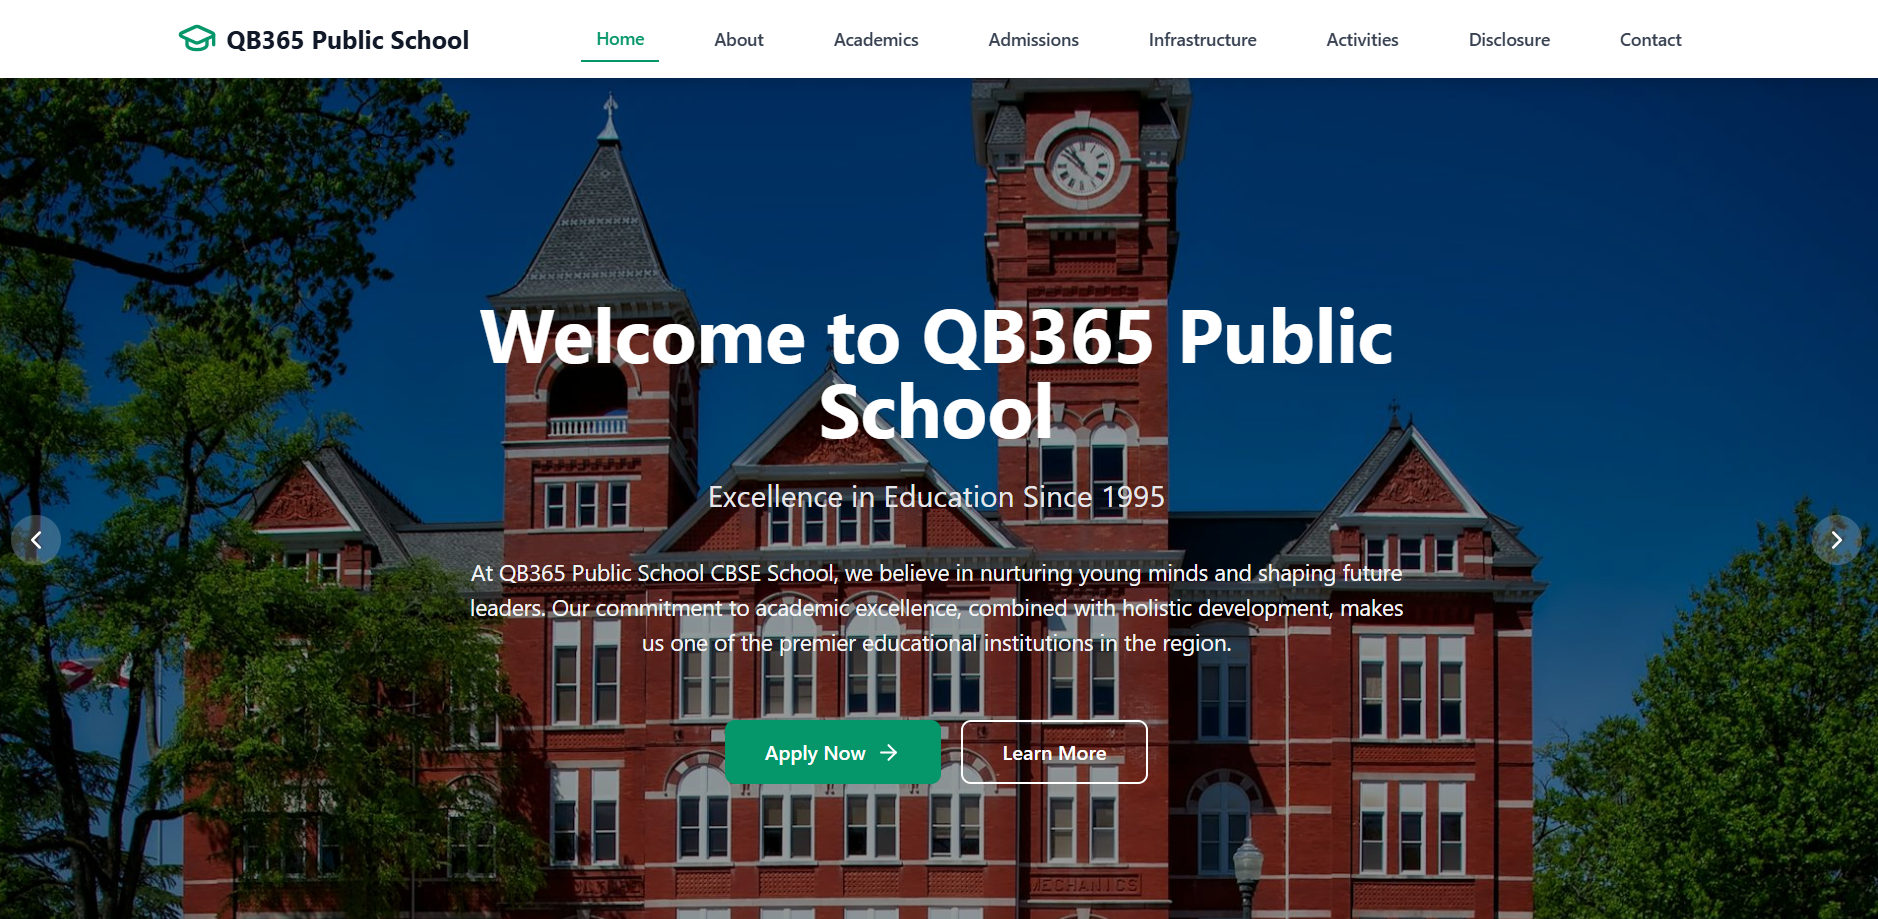 QB365 Public School
Home
About
Academics
Admissions
Infrastructure
Activities
Disclosure
Contact
Welcome to QB365 Public
School
Excellence in Education Since 1995
At QB365 Public School CBSE School, we believe in nurturing young minds and shaping future
leaders. Our commitment to academic excellence, combined with holistic development, makes
us one of the premier educational institutions in the region.
Apply Now
Learn More
MECHANICS